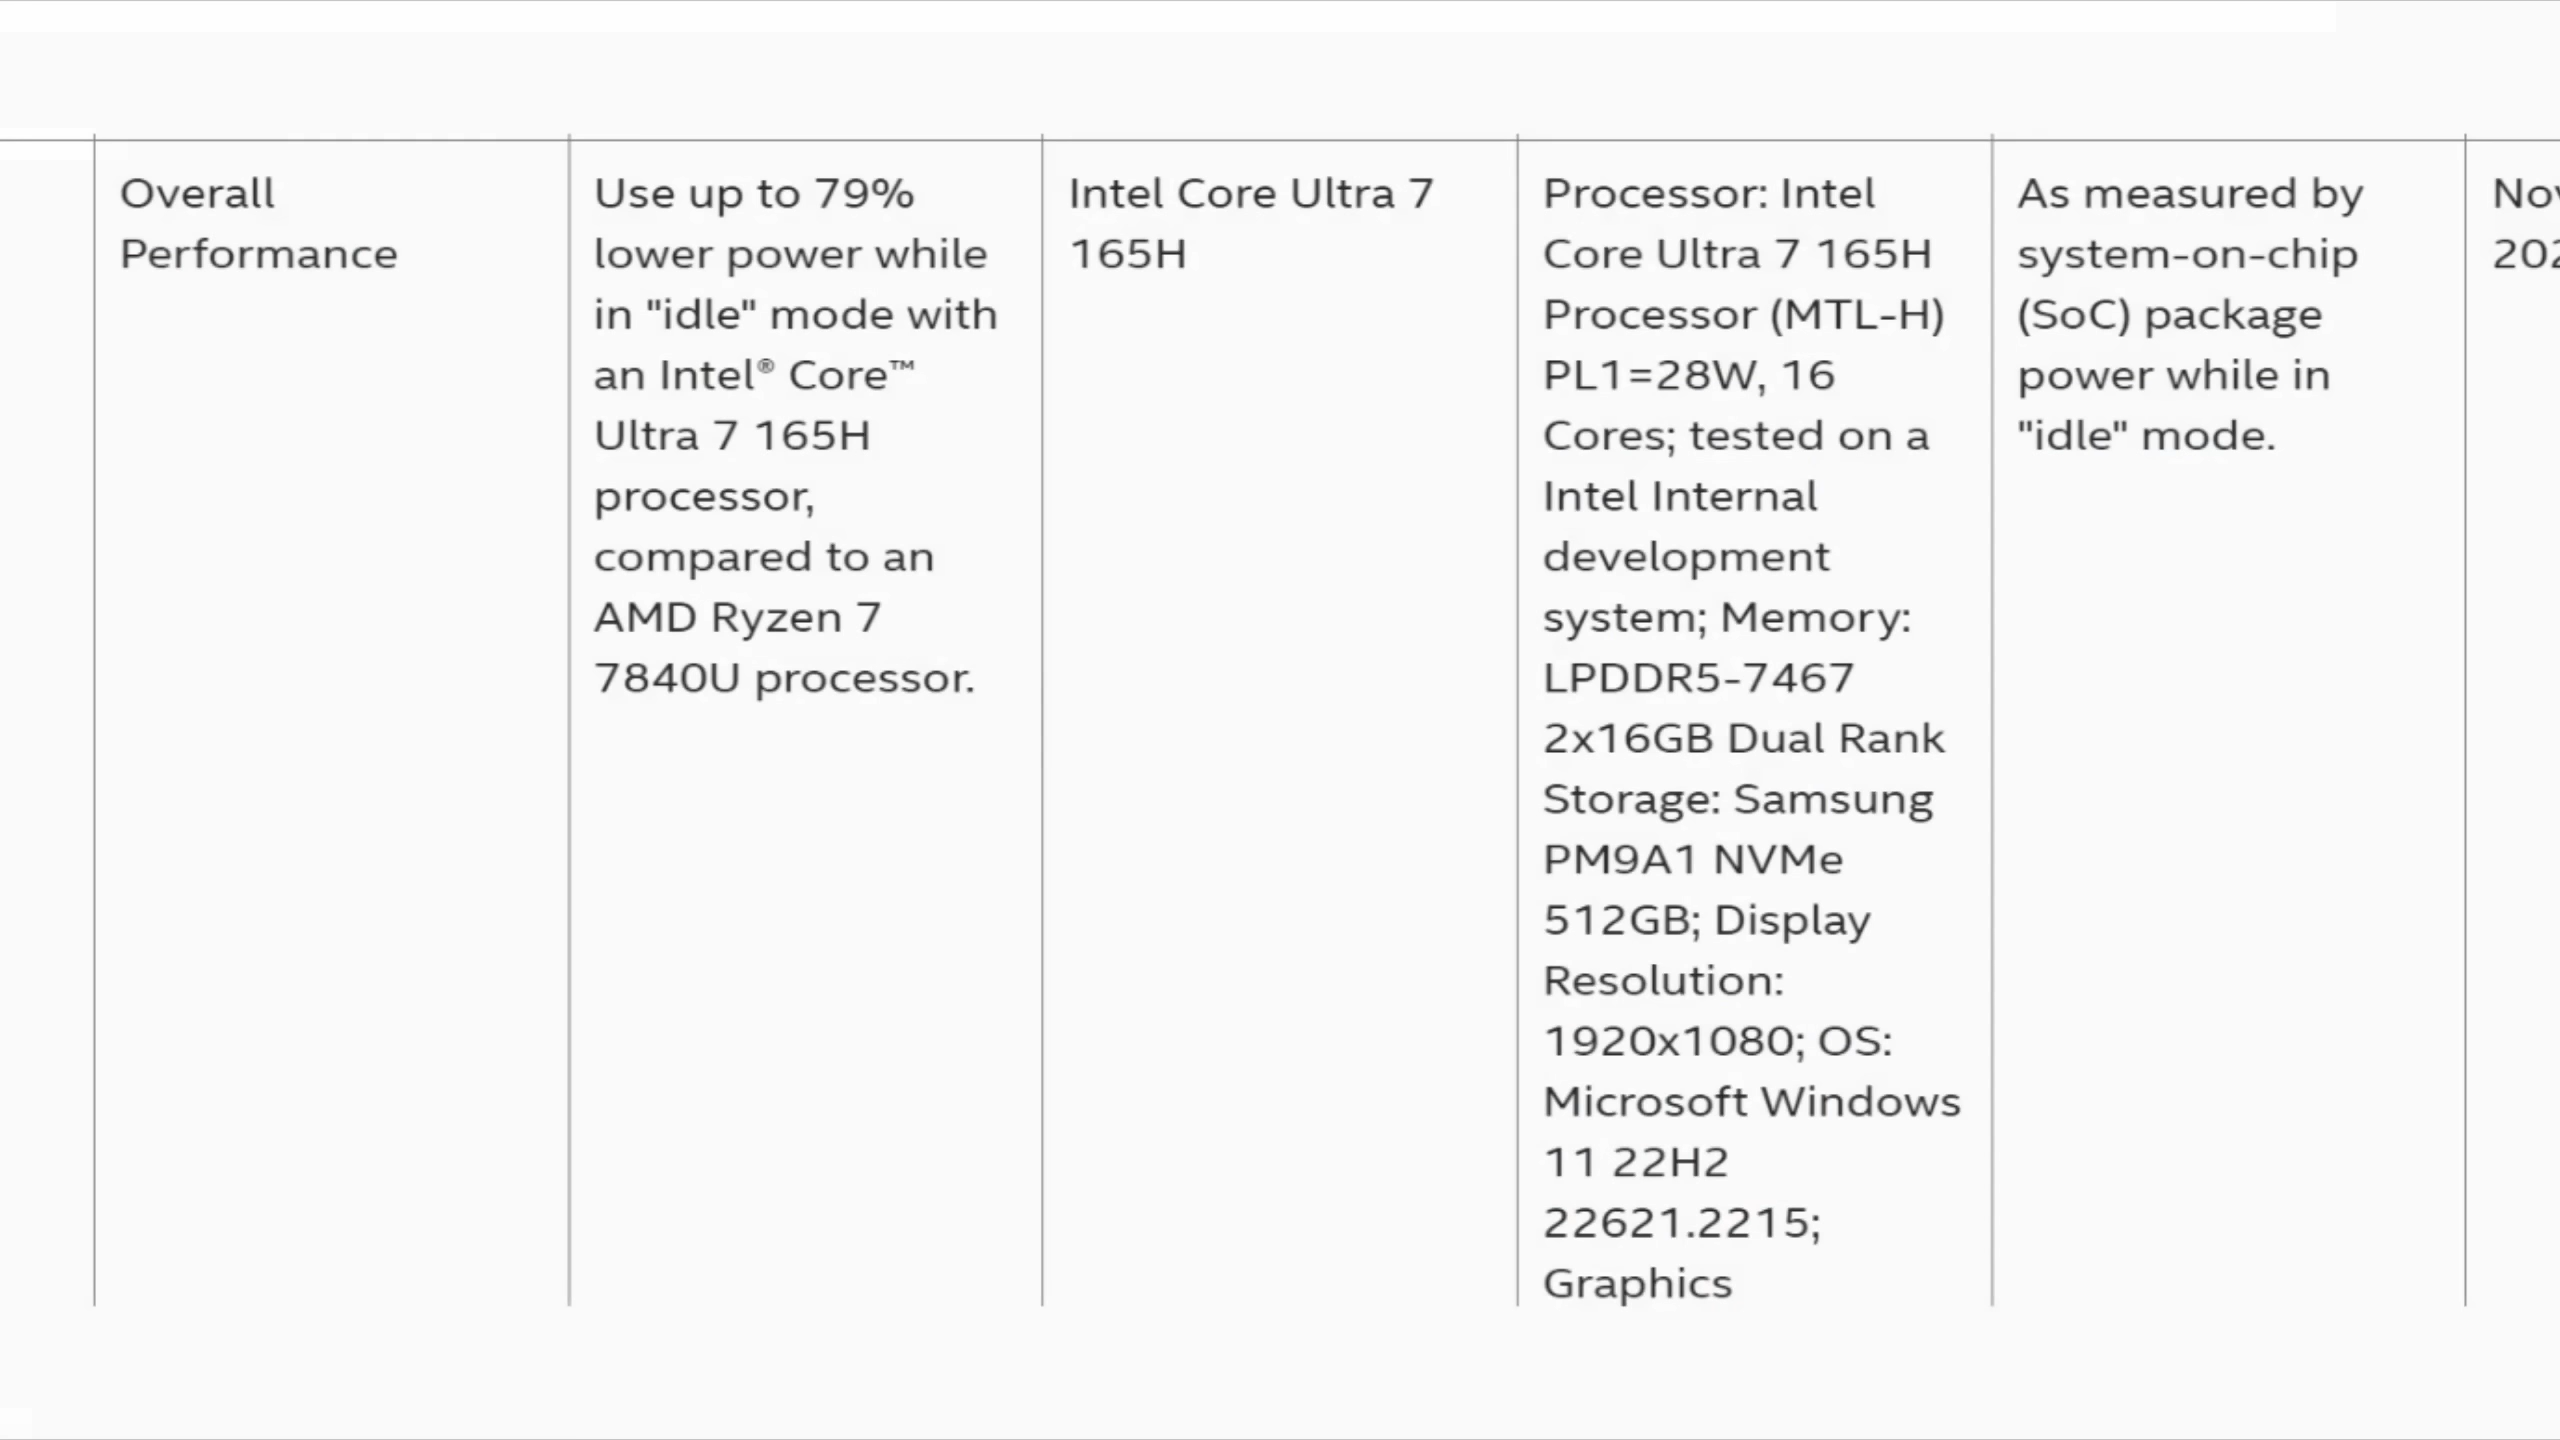 Overall
Performance
Use up to 79%
lower power while
in "idle" mode with
an Intel® Core™
Ultra 7 165H
processor,
compared to an
AMD Ryzen 7
7840U processor.
Intel Core Ultra 7
165H
Processor: Intel
Core Ultra 7 165H
Processor (MTL-H)
PL1=28W, 16
Cores; tested on a
Intel Internal
development
system; Memory:
LPDDR5-7467
2x16GB Dual Rank
Storage: Samsung
PM9A1 NVMe
512GB; Display
Resolution:
1920x1080; OS:
Microsoft Windows
11 22H2
22621.2215;
Graphics
As measured by
system-on-chip
(SoC) package
power while in
"idle" mode.